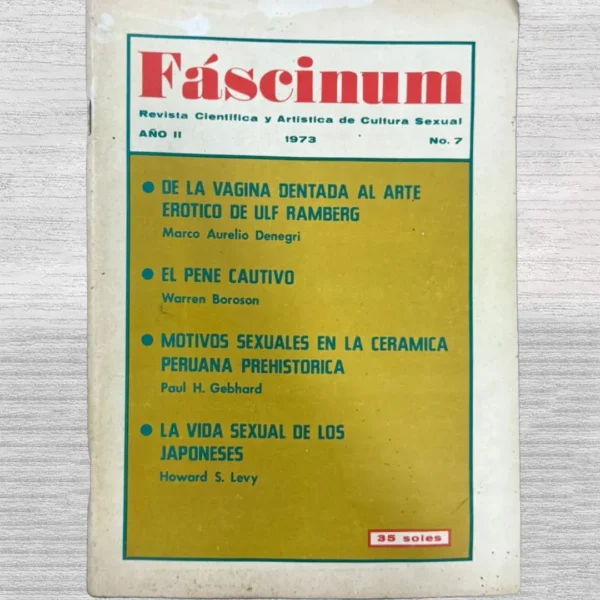 Fáscinum
Revista Científica y Artística de Cultura Sexual
AÑO II 1973 No. 7
● DE LA VAGINA DENTADA AL ARTE
EROTICO DE ULF RAMBERG
Marco Aurelio Denegri
● EL PENE CAUTIVO
Warren Boroson
● MOTIVOS SEXUALES EN LA CERAMICA
PERUANA PREHISTORICA
Paul H. Gebhard
● LA VIDA SEXUAL DE LOS
JAPONESES
Howard S. Levy
35 soles